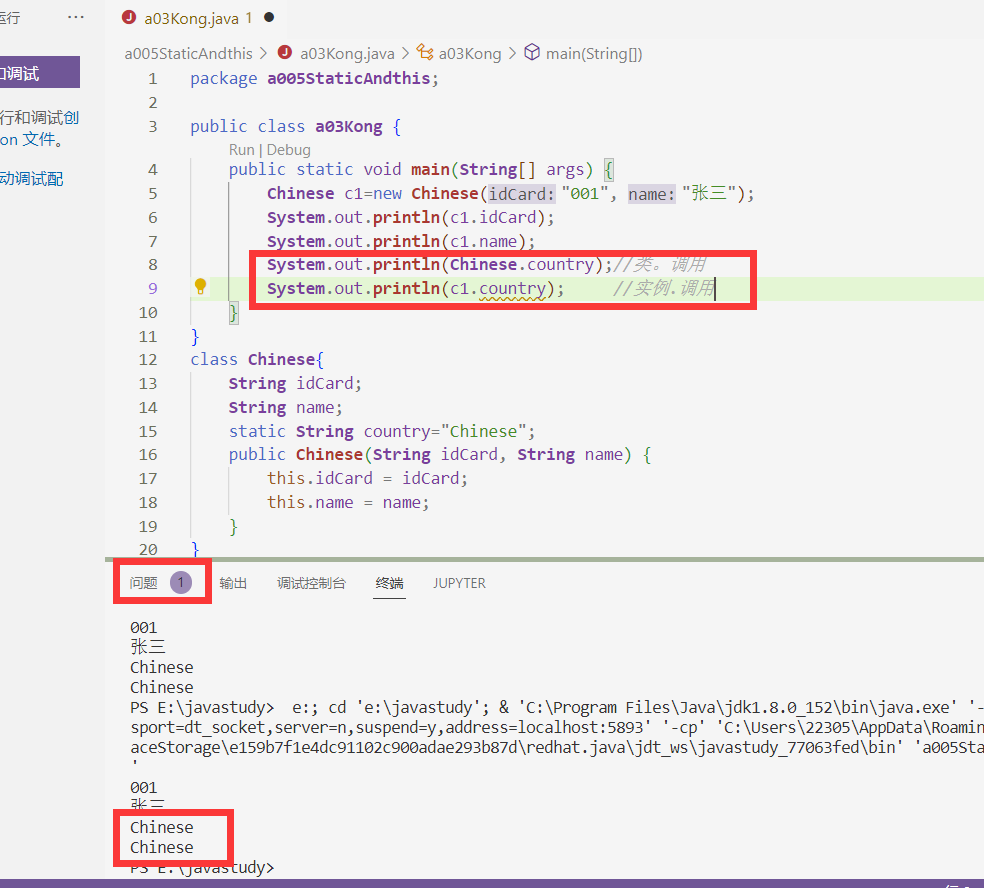 运行 ···
和调试
行和调试创
on 文件。
动调试配
J a03Kong.java 1 ●
a005StaticAndthis > J a03Kong.java > a03Kong > main(String[])
1 package a005StaticAndthis;
2
3 public class a03Kong {
Run | Debug
4 public static void main(String[] args) {
5 Chinese c1=new Chinese(idCard: "001", name: "张三");
6 System.out.println(c1.idCard);
7 System.out.println(c1.name);
8 System.out.println(Chinese.country);//类。调用
9 System.out.println(c1.country); //实例.调用
10 }
11 }
12 class Chinese{
13 String idCard;
14 String name;
15 static String country="Chinese";
16 public Chinese(String idCard, String name) {
17 this.idCard = idCard;
18 this.name = name;
19 }
20 }
问题 1 输出 调试控制台 终端 JUPYTER
001
张三
Chinese
Chinese
PS E:\javastudy> e:; cd 'e:\javastudy'; & 'C:\Program Files\Java\jdk1.8.0_152\bin\java.exe' '-
sport=dt_socket,server=n,suspend=y,address=localhost:5893' '-cp' 'C:\Users\22305\AppData\Roamin
aceStorage\e159b7f1e4dc91102c900adae293b87d\redhat.java\jdt_ws\javastudy_77063fed\bin' 'a005Sta
'
001
张三
Chinese
Chinese
PS E:\javastudy>